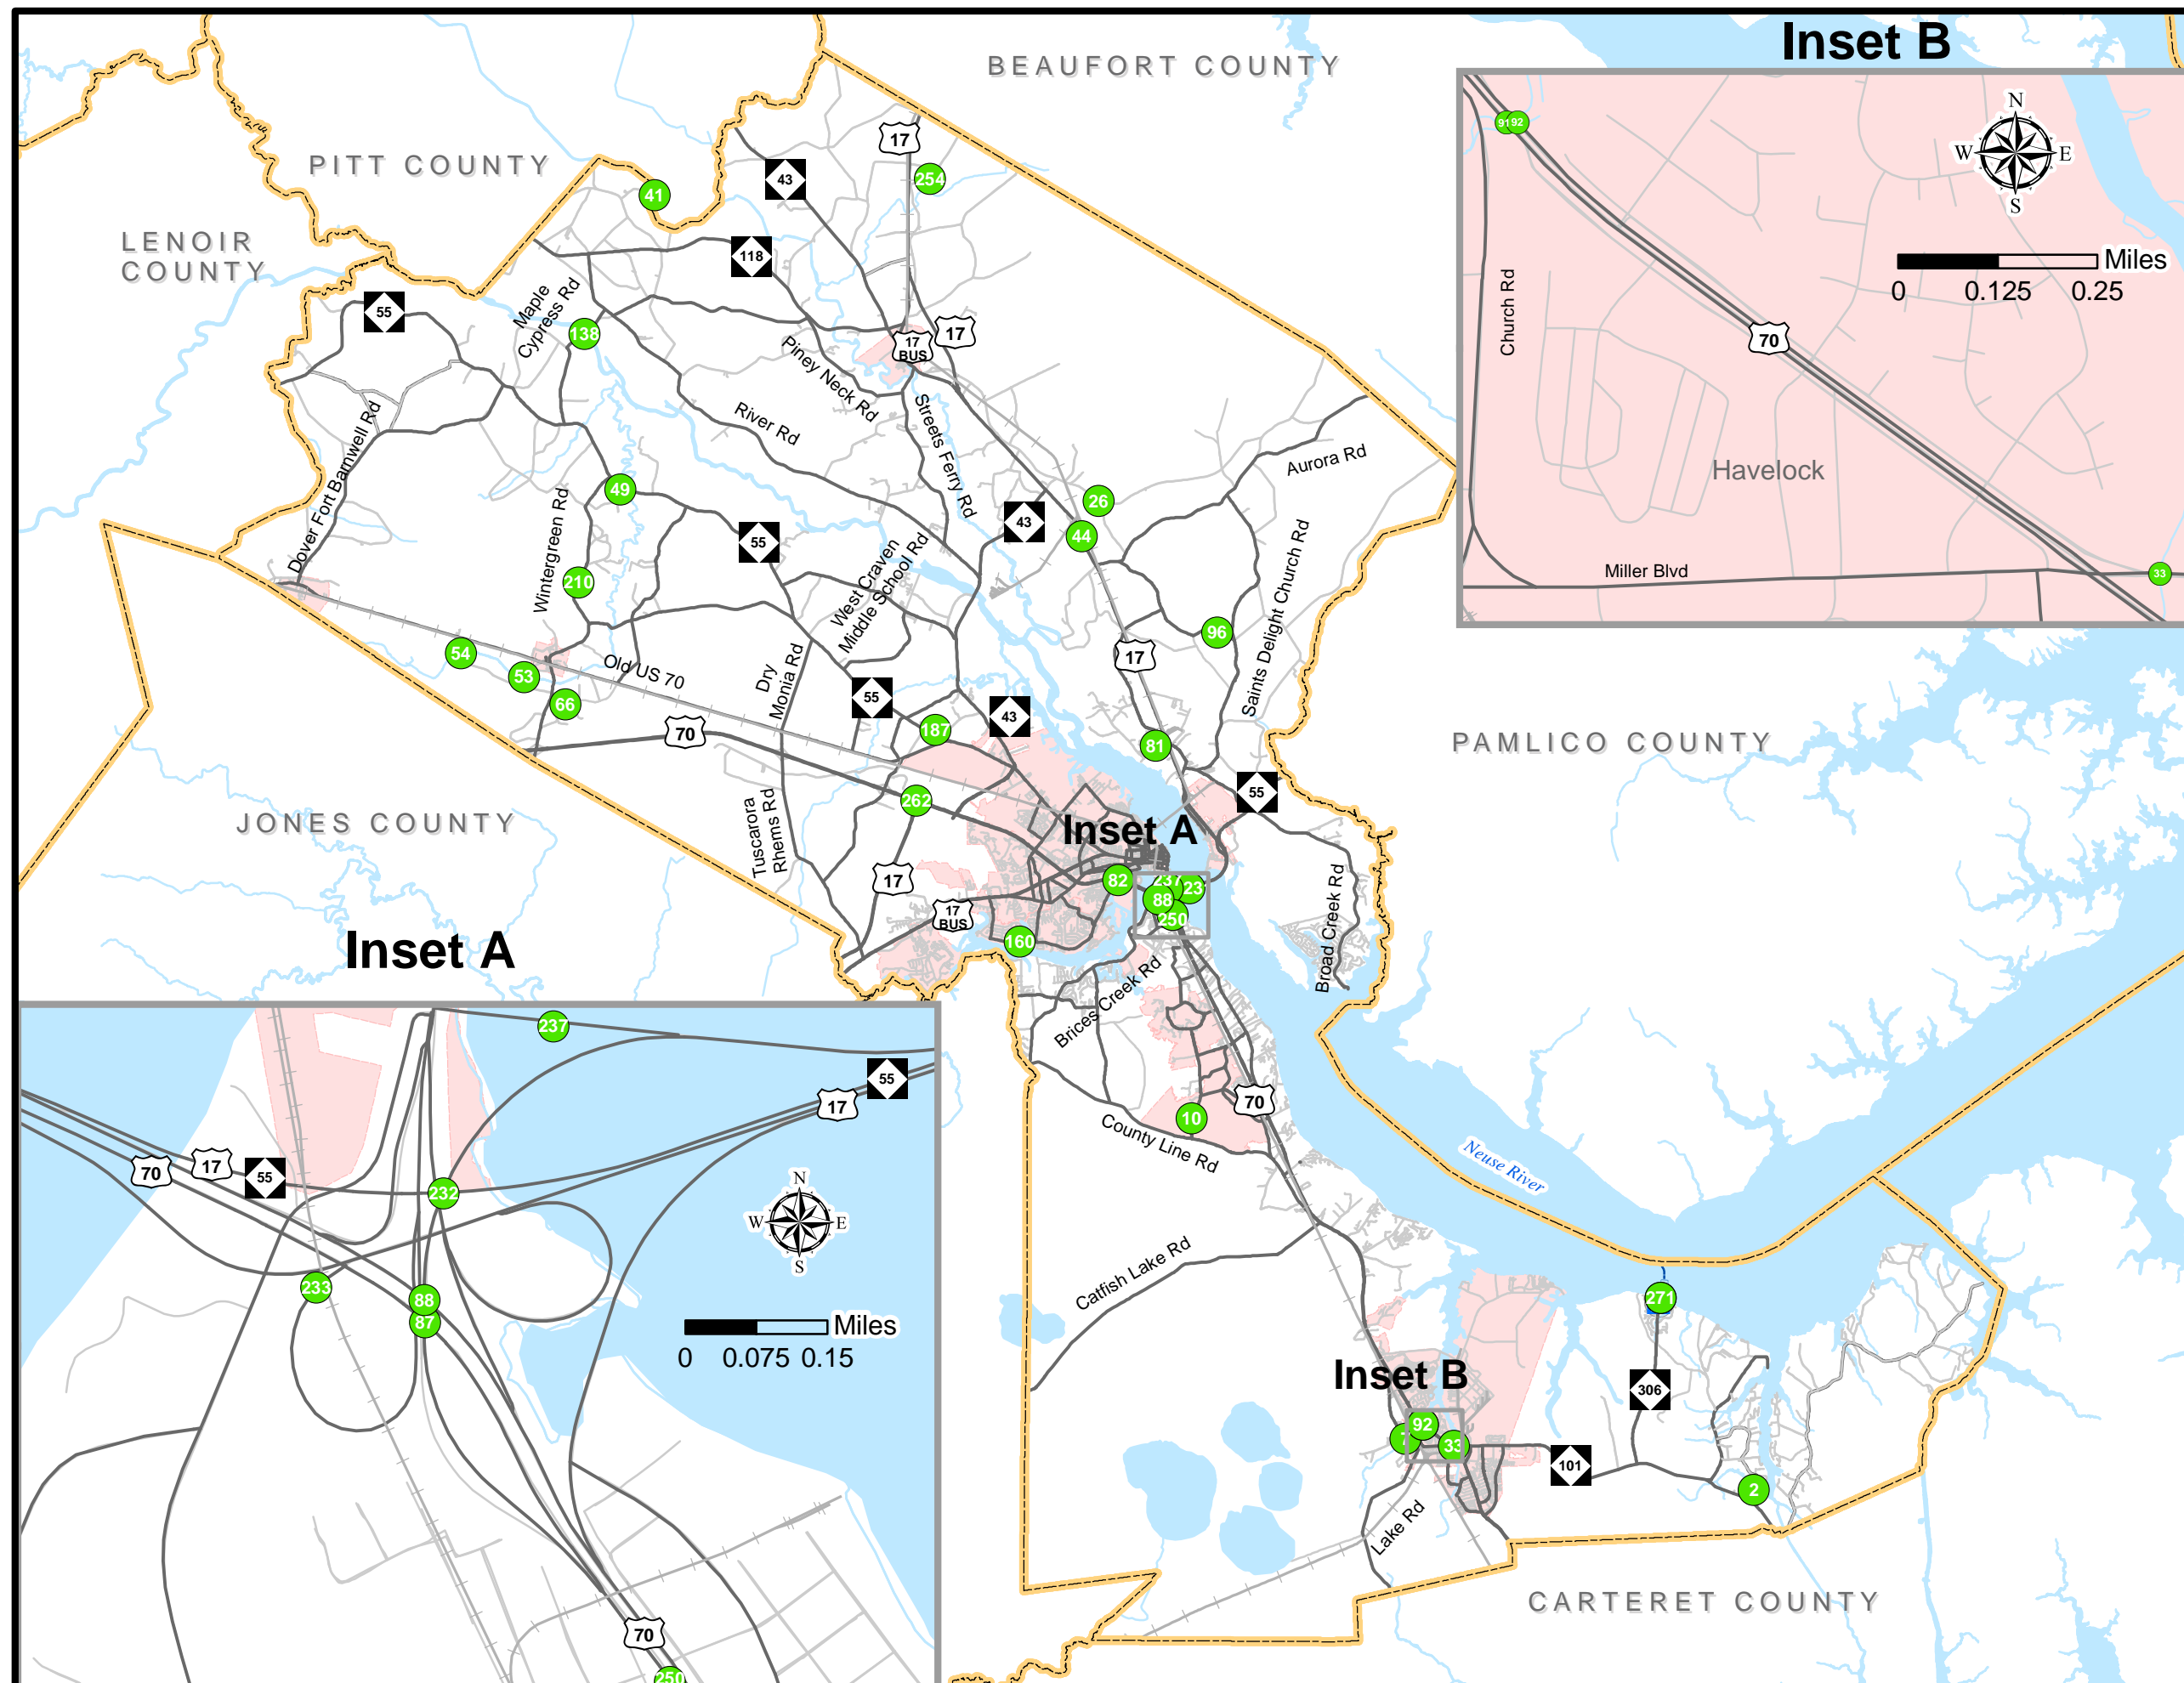 BEAUFORT COUNTY
Inset B
PITT COUNTY
LENOIR
COUNTY
17
43
254
41
118
55
Maple
Cypress Rd
138
17
BUS
17
Piney Neck Rd
River Rd
Streets Ferry Rd
Dover Fort Barnwell Rd
Aurora Rd
49
Wintergreen Rd
26
43
44
55
West Craven
Middle School Rd
Saints Delight Church Rd
210
96
54
53
66
Old US 70
Dry
Monia Rd
17
55
43
187
70
81
55
262
Tuscarora
Rhems Rd
JONES COUNTY
Inset A
17
82
237
23
88
250
17
BUS
160
Broad Creek Rd
Brices Creek Rd
PAMLICO COUNTY
10
70
County Line Rd
Neuse River
Catfish Lake Rd
271
306
Inset B
92
7
33
101
2
Lake Rd
CARTERET COUNTY
91
92
N
W
E
S
Miles
0
0.125
0.25
Church Rd
70
Havelock
Miller Blvd
33
Inset A
237
55
17
17
70
55
232
N
W
E
S
233
88
87
Miles
0
0.075
0.15
70
250